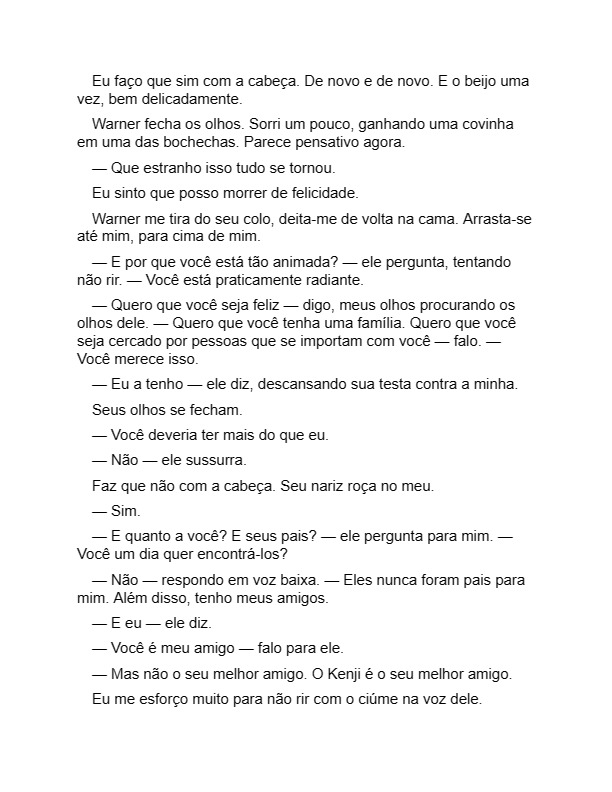 Eu faço que sim com a cabeça. De novo e de novo. E o beijo uma
vez, bem delicadamente.
Warner fecha os olhos. Sorri um pouco, ganhando uma covinha
em uma das bochechas. Parece pensativo agora.
— Que estranho isso tudo se tornou.
Eu sinto que posso morrer de felicidade.
Warner me tira do seu colo, deita-me de volta na cama. Arrasta-se
até mim, para cima de mim.
— E por que você está tão animada? — ele pergunta, tentando
não rir. — Você está praticamente radiante.
— Quero que você seja feliz — digo, meus olhos procurando os
olhos dele. — Quero que você tenha uma família. Quero que você
seja cercado por pessoas que se importam com você — falo. —
Você merece isso.
— Eu a tenho — ele diz, descansando sua testa contra a minha.
Seus olhos se fecham.
— Você deveria ter mais do que eu.
— Não — ele sussurra.
Faz que não com a cabeça. Seu nariz roça no meu.
— Sim.
— E quanto a você? E seus pais? — ele pergunta para mim. —
Você um dia quer encontrá-los?
— Não — respondo em voz baixa. — Eles nunca foram pais para
mim. Além disso, tenho meus amigos.
— E eu — ele diz.
— Você é meu amigo — falo para ele.
— Mas não o seu melhor amigo. O Kenji é o seu melhor amigo.
Eu me esforço muito para não rir com o ciúme na voz dele.